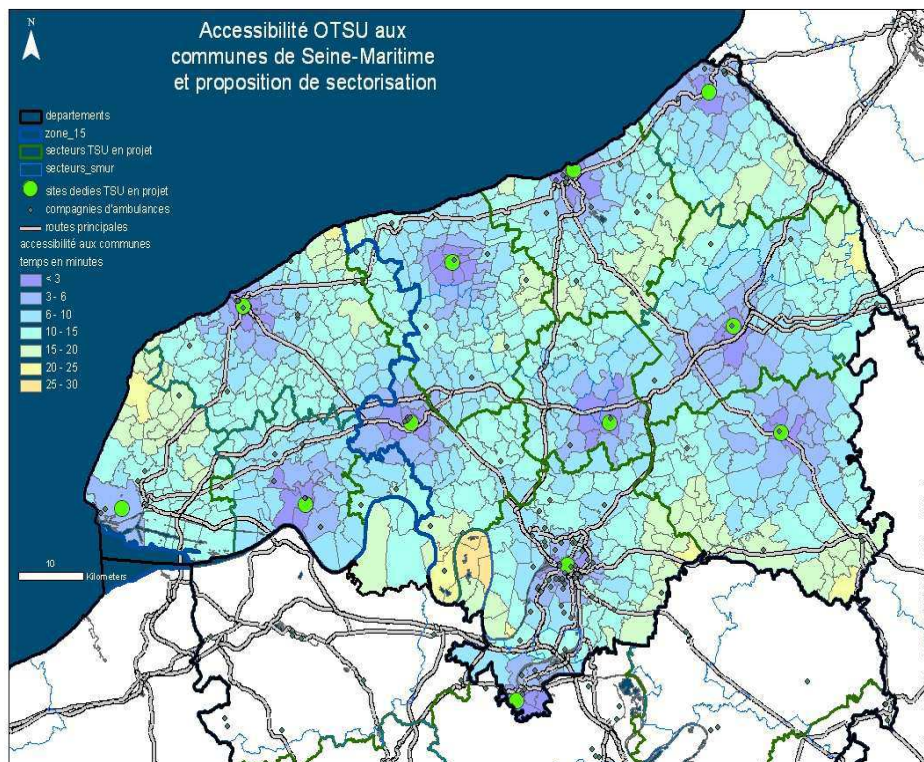 Accessibilité OTSU aux
communes de Seine-Maritime
et proposition de sectorisation
N
departements
zone_15
secteurs TSU en projet
secteurs_smur
sites dedies TSU en projet
compagnies d'ambulances
routes principales
accessibilité aux communes
temps en minutes
< 3
3 - 6
6 - 10
10 - 15
15 - 20
20 - 25
25 - 30
10
Kilometers